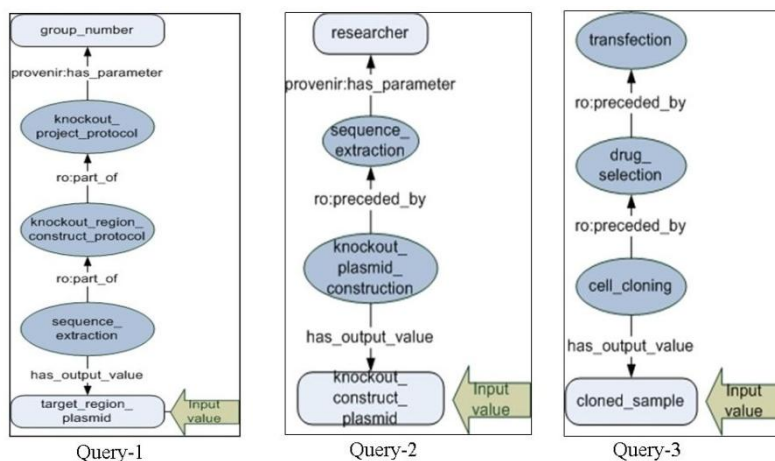 group_number
provenir:has_parameter
knockout_
project_protocol
ro:part_of
knockout_region_
construct_protocol
ro:part_of
sequence_
extraction
has_output_value
target_region_
plasmid
Input
value
Query-1
researcher
provenir:has_parameter
sequence_
extraction
ro:preceded_by
knockout_
plasmid_
construction
has_output_value
knockout_
construct_
plasmid
Input
value
Query-2
transfection
ro:preceded_by
drug_
selection
ro:preceded_by
cell_cloning
has_output_value
cloned_sample
Input
value
Query-3